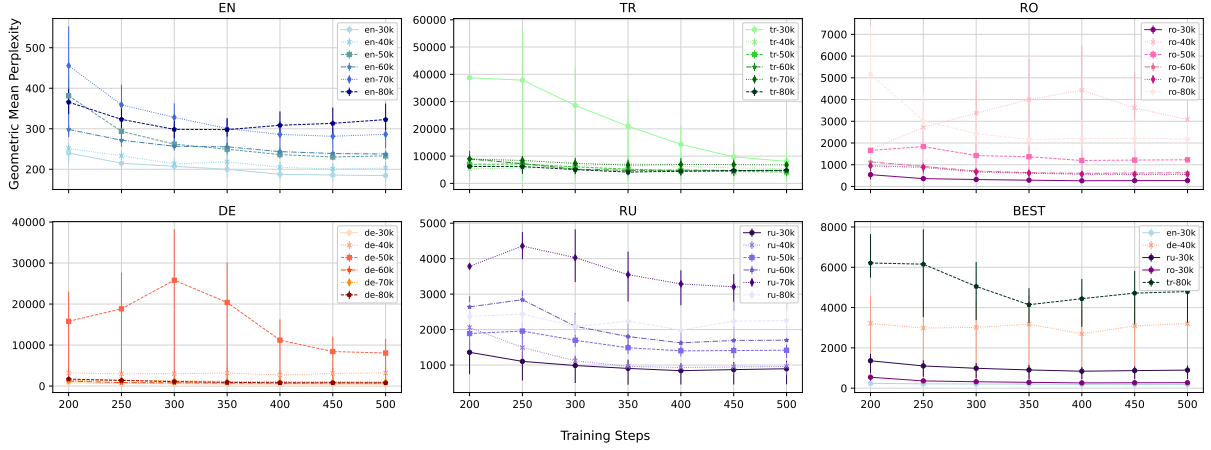 EN
TR
RO
Geometric Mean Perplexity
500
400
300
200
en-30k
en-40k
en-50k
en-60k
en-70k
en-80k
60000
50000
40000
30000
20000
10000
0
tr-30k
tr-40k
tr-50k
tr-60k
tr-70k
tr-80k
7000
6000
5000
4000
3000
2000
1000
0
ro-30k
ro-40k
ro-50k
ro-60k
ro-70k
ro-80k
DE
RU
BEST
40000
30000
20000
10000
0
de-30k
de-40k
de-50k
de-60k
de-70k
de-80k
200 250 300 350 400 450 500
5000
4000
3000
2000
1000
ru-30k
ru-40k
ru-50k
ru-60k
ru-70k
ru-80k
200 250 300 350 400 450 500
8000
6000
4000
2000
0
en-30k
de-40k
ru-30k
ro-30k
tr-80k
200 250 300 350 400 450 500
Training Steps